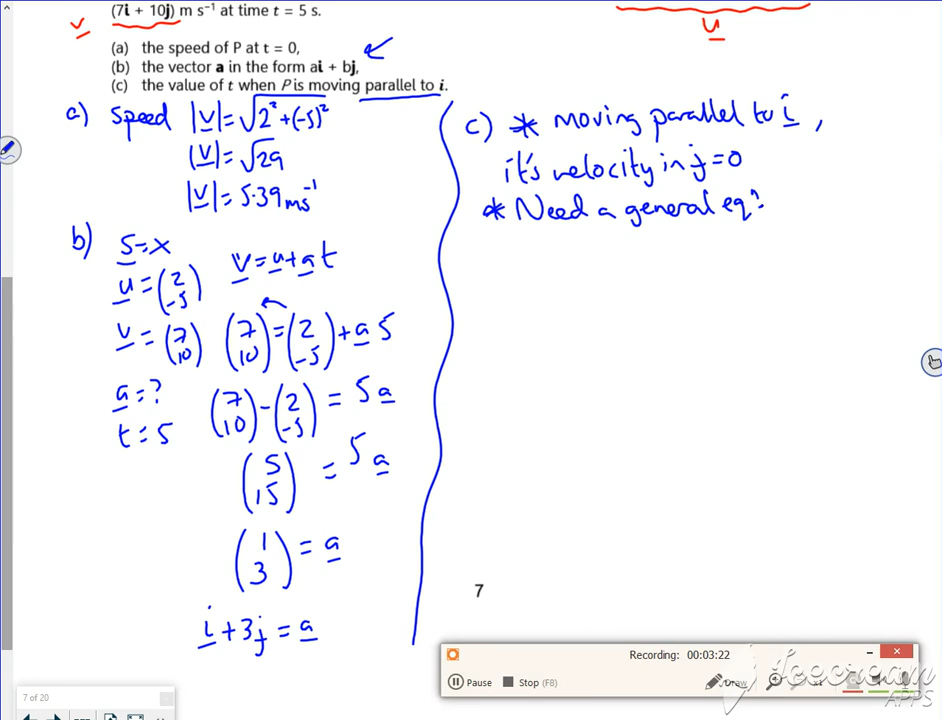 (7i + 10j) m s⁻¹ at time t = 5 s.
v
u
(a) the speed of P at t = 0,
(b) the vector a in the form ai + bj,
(c) the value of t when P is moving parallel to i.
a) Speed |v| = √2² + (-5)²
|v| = √29
|v| = 5.39 ms⁻¹
b) s = x
u = (2 -5)
v = (7 10)
a = ?
t = 5
v = u + a t
(7 10) = (2 -5) + a 5
(7 10) - (2 -5) = 5 a
(5 15) = 5 a
(1 3) = a
i + 3j = a
c) * moving parallel to i,
it's velocity in j = 0
* Need a general eq?
7
Recording: 00:03:22
Pause Stop (F8) Draw x1
Icecream
APPS
7 of 20